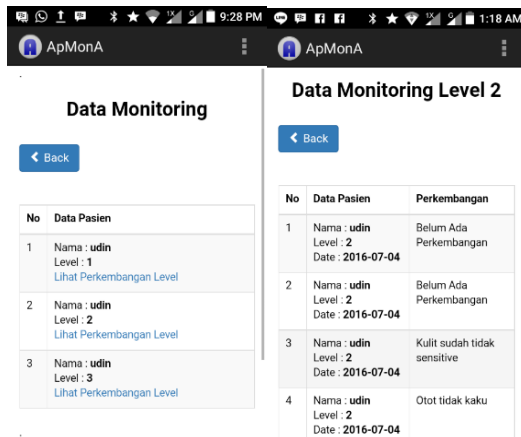 9:28 PM
ApMonA
Data Monitoring
Back
No Data Pasien
1 Nama : udin
Level : 1
Lihat Perkembangan Level
2 Nama : udin
Level : 2
Lihat Perkembangan Level
3 Nama : udin
Level : 3
Lihat Perkembangan Level
1:18 AM
ApMonA
Data Monitoring Level 2
Back
No Data Pasien Perkembangan
1 Nama : udin Belum Ada
Level : 2 Perkembangan
Date : 2016-07-04
2 Nama : udin Belum Ada
Level : 2 Perkembangan
Date : 2016-07-04
3 Nama : udin Kulit sudah tidak
Level : 2 sensitive
Date : 2016-07-04
4 Nama : udin Otot tidak kaku
Level : 2
Date : 2016-07-04